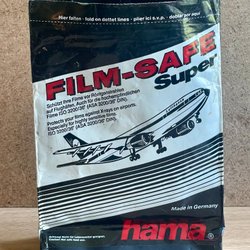 Hier falten · fold on dotted lines · plier ici s.v.p. · doblar por aquí
FILM-SAFE
Super
Schützt Ihre Filme vor Röntgenstrahlen
auf Flughäfen. Auch für die hochempfindlichen
Filme ISO 3200/36° (ASA 3200/36° DIN).
Protects your films against X-rays on airports.
Especially for highly sensitive films
ISO 3200/36° (ASA 3200/36° DIN).
Made in Germany
hama